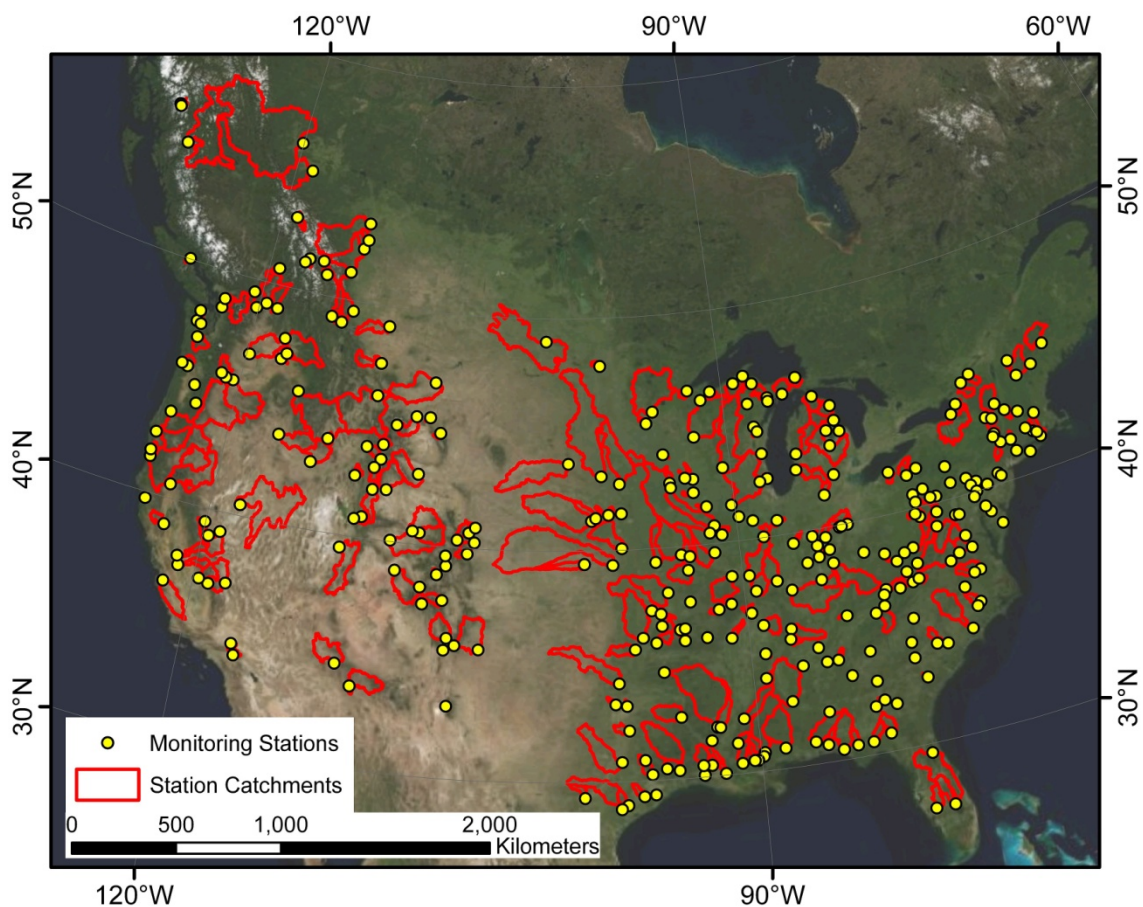 120°W 90°W 60°W
50°N 50°N
40°N 40°N
30°N 30°N
Monitoring Stations
Station Catchments
0 500 1,000 2,000
Kilometers
120°W 90°W